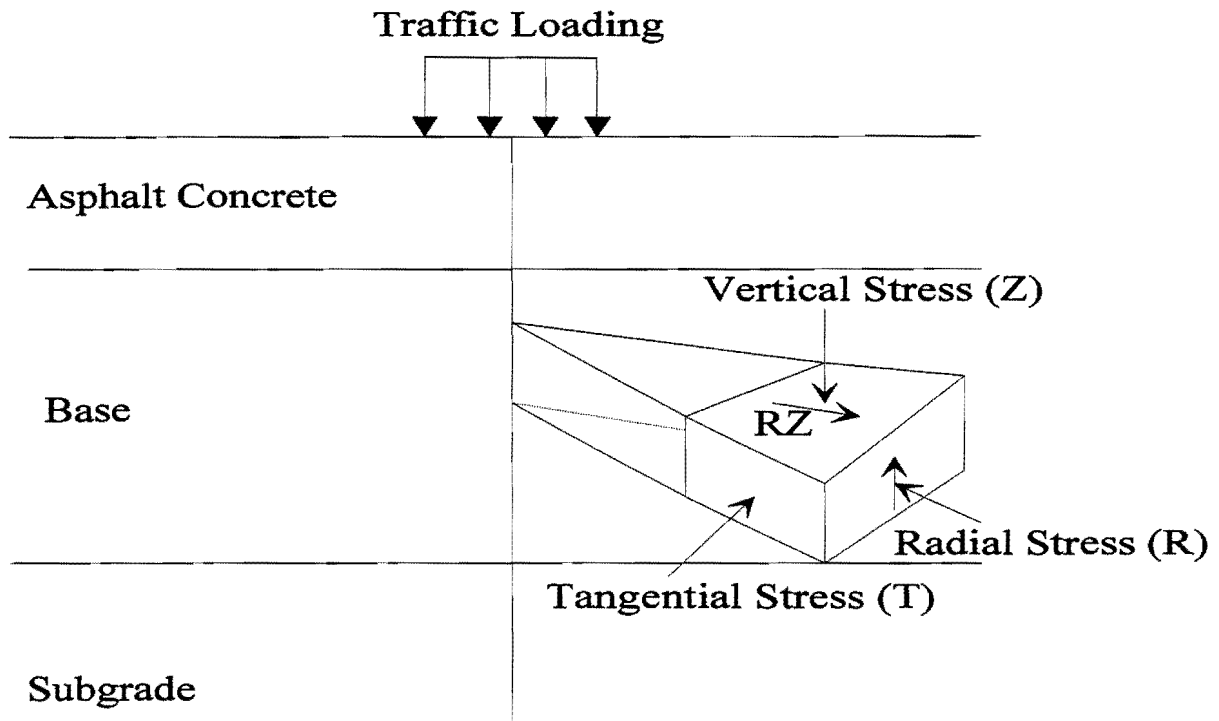 Traffic Loading
Asphalt Concrete
Vertical Stress (Z)
Base
RZ
Radial Stress (R)
Tangential Stress (T)
Subgrade